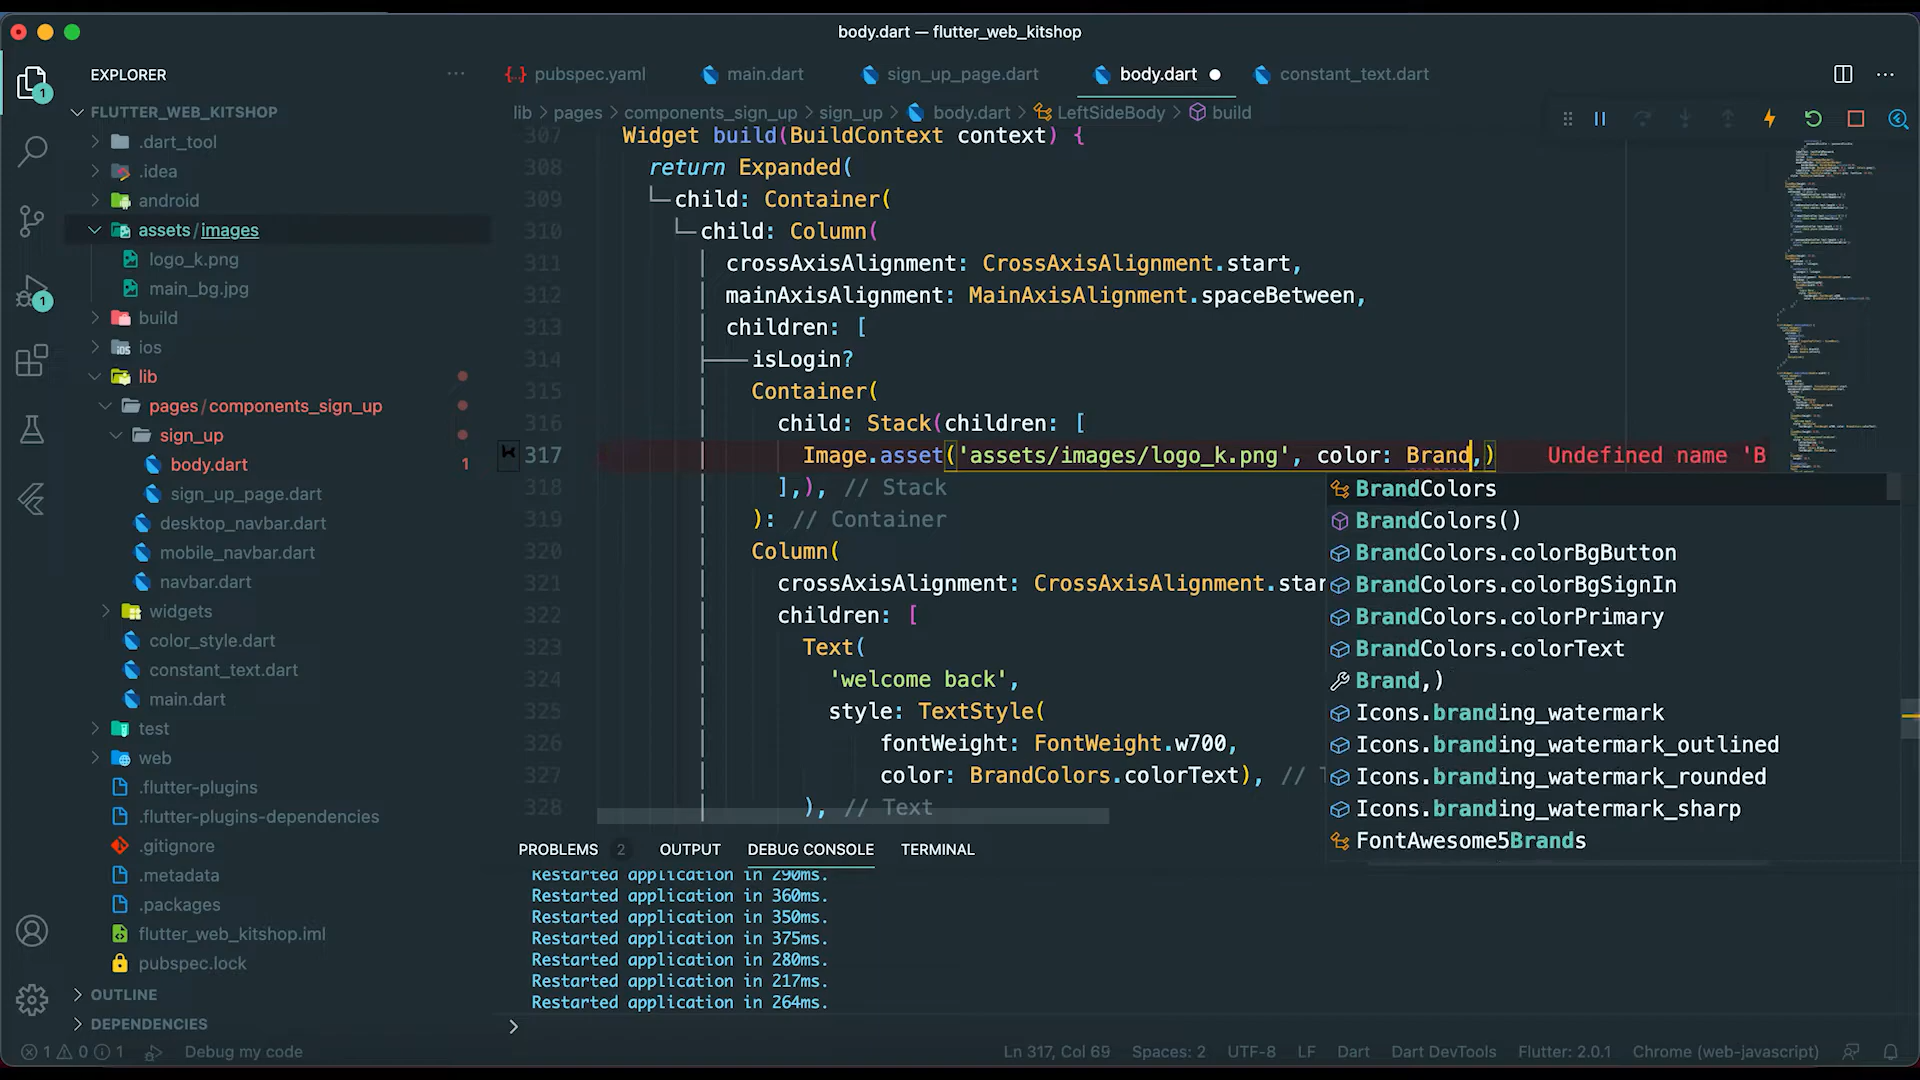 body.dart — flutter_web_kitshop
EXPLORER
pubspec.yaml
main.dart
sign_up_page.dart
body.dart
constant_text.dart
lib > pages > components_sign_up > sign_up > body.dart > LeftSideBody > build
1
FLUTTER_WEB_KITSHOP
.dart_tool
.idea
android
assets / images
logo_k.png
main_bg.jpg
build
ios
lib
pages / components_sign_up
sign_up
body.dart 1
sign_up_page.dart
desktop_navbar.dart
mobile_navbar.dart
navbar.dart
widgets
color_style.dart
constant_text.dart
main.dart
test
web
.flutter-plugins
.flutter-plugins-dependencies
.gitignore
.metadata
.packages
flutter_web_kitshop.iml
pubspec.lock
OUTLINE
DEPENDENCIES
1
307 Widget build(BuildContext context) {
308 return Expanded(
309 child: Container(
310 child: Column(
311 crossAxisAlignment: CrossAxisAlignment.start,
312 mainAxisAlignment: MainAxisAlignment.spaceBetween,
313 children: [
314 isLogin?
315 Container(
316 child: Stack(children: [
317 Image.asset('assets/images/logo_k.png', color: Brand,) Undefined name 'B
318 ],), // Stack
319 ): // Container
320 Column(
321 crossAxisAlignment: CrossAxisAlignment.star
322 children: [
323 Text(
324 'welcome back',
325 style: TextStyle(
326 fontWeight: FontWeight.w700,
327 color: BrandColors.colorText), //
328 ), // Text
BrandColors
BrandColors()
BrandColors.colorBgButton
BrandColors.colorBgSignIn
BrandColors.colorPrimary
BrandColors.colorText
Brand,)
Icons.branding_watermark
Icons.branding_watermark_outlined
Icons.branding_watermark_rounded
Icons.branding_watermark_sharp
FontAwesome5Brands
PROBLEMS 2 OUTPUT DEBUG CONSOLE TERMINAL
Restarted application in 290ms.
Restarted application in 360ms.
Restarted application in 350ms.
Restarted application in 375ms.
Restarted application in 280ms.
Restarted application in 217ms.
Restarted application in 264ms.
>
1 0 1 Debug my code Ln 317, Col 69 Spaces: 2 UTF-8 LF Dart Dart DevTools Flutter: 2.0.1 Chrome (web-javascript)